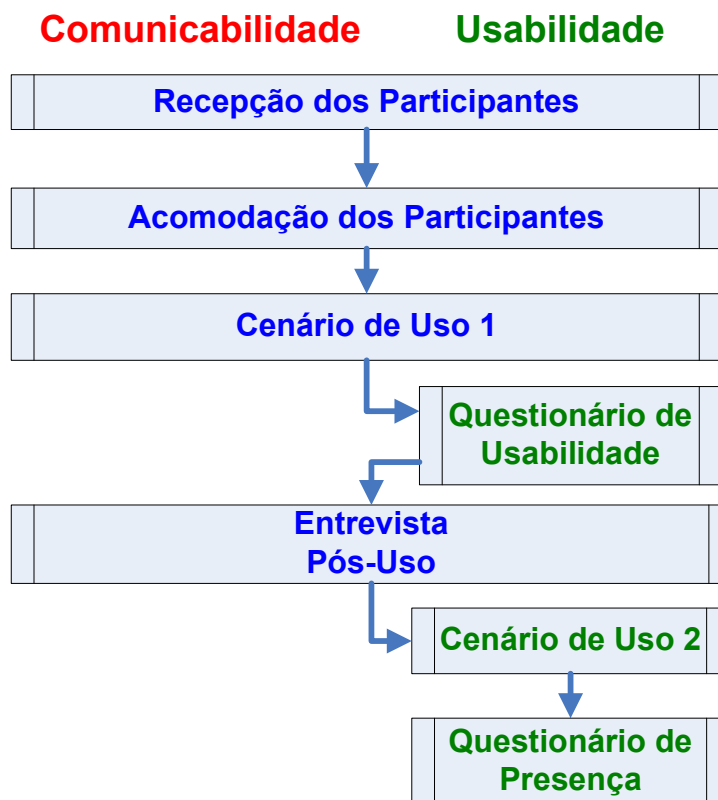 Comunicabilidade Usabilidade
Recepção dos Participantes
Acomodação dos Participantes
Cenário de Uso 1
Questionário de
Usabilidade
Entrevista
Pós-Uso
Cenário de Uso 2
Questionário de
Presença